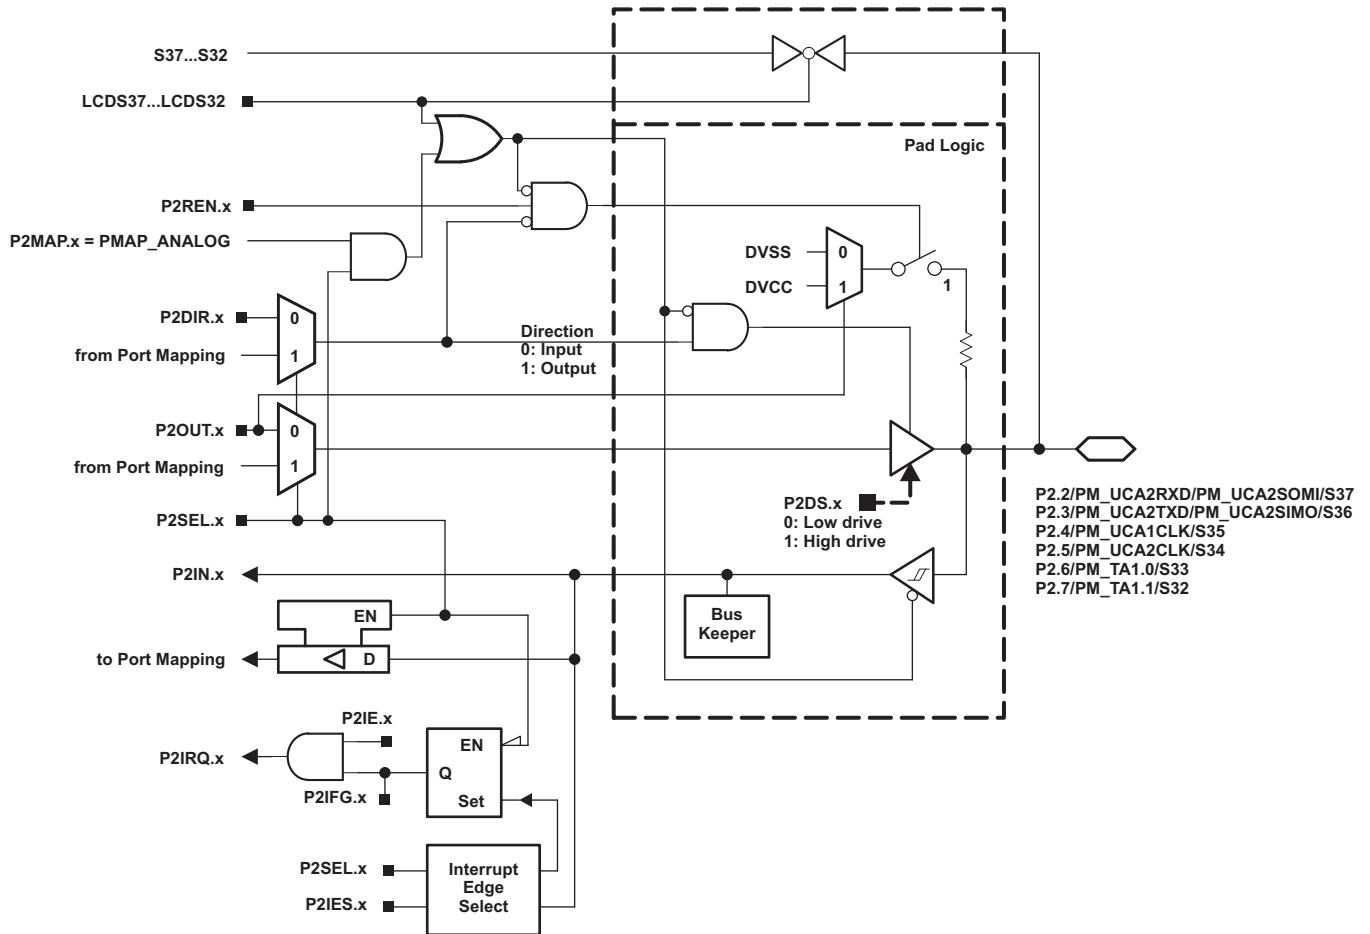 S37...S32
LCDS37...LCDS32
Pad Logic
P2REN.x
P2MAP.x = PMAP_ANALOG
DVSS
0
DVCC
1
1
P2DIR.x
0
from Port Mapping
1
Direction
0: Input
1: Output
P2OUT.x
0
from Port Mapping
1
P2DS.x
0: Low drive
1: High drive
P2SEL.x
P2.2/PM_UCA2RXD/PM_UCA2SOMI/S37
P2.3/PM_UCA2TXD/PM_UCA2SIMO/S36
P2.4/PM_UCA1CLK/S35
P2.5/PM_UCA2CLK/S34
P2.6/PM_TA1.0/S33
P2.7/PM_TA1.1/S32
P2IN.x
Bus
Keeper
EN
to Port Mapping
D
P2IE.x
P2IRQ.x
EN
Q
P2IFG.x
Set
P2SEL.x
P2IES.x
Interrupt
Edge
Select